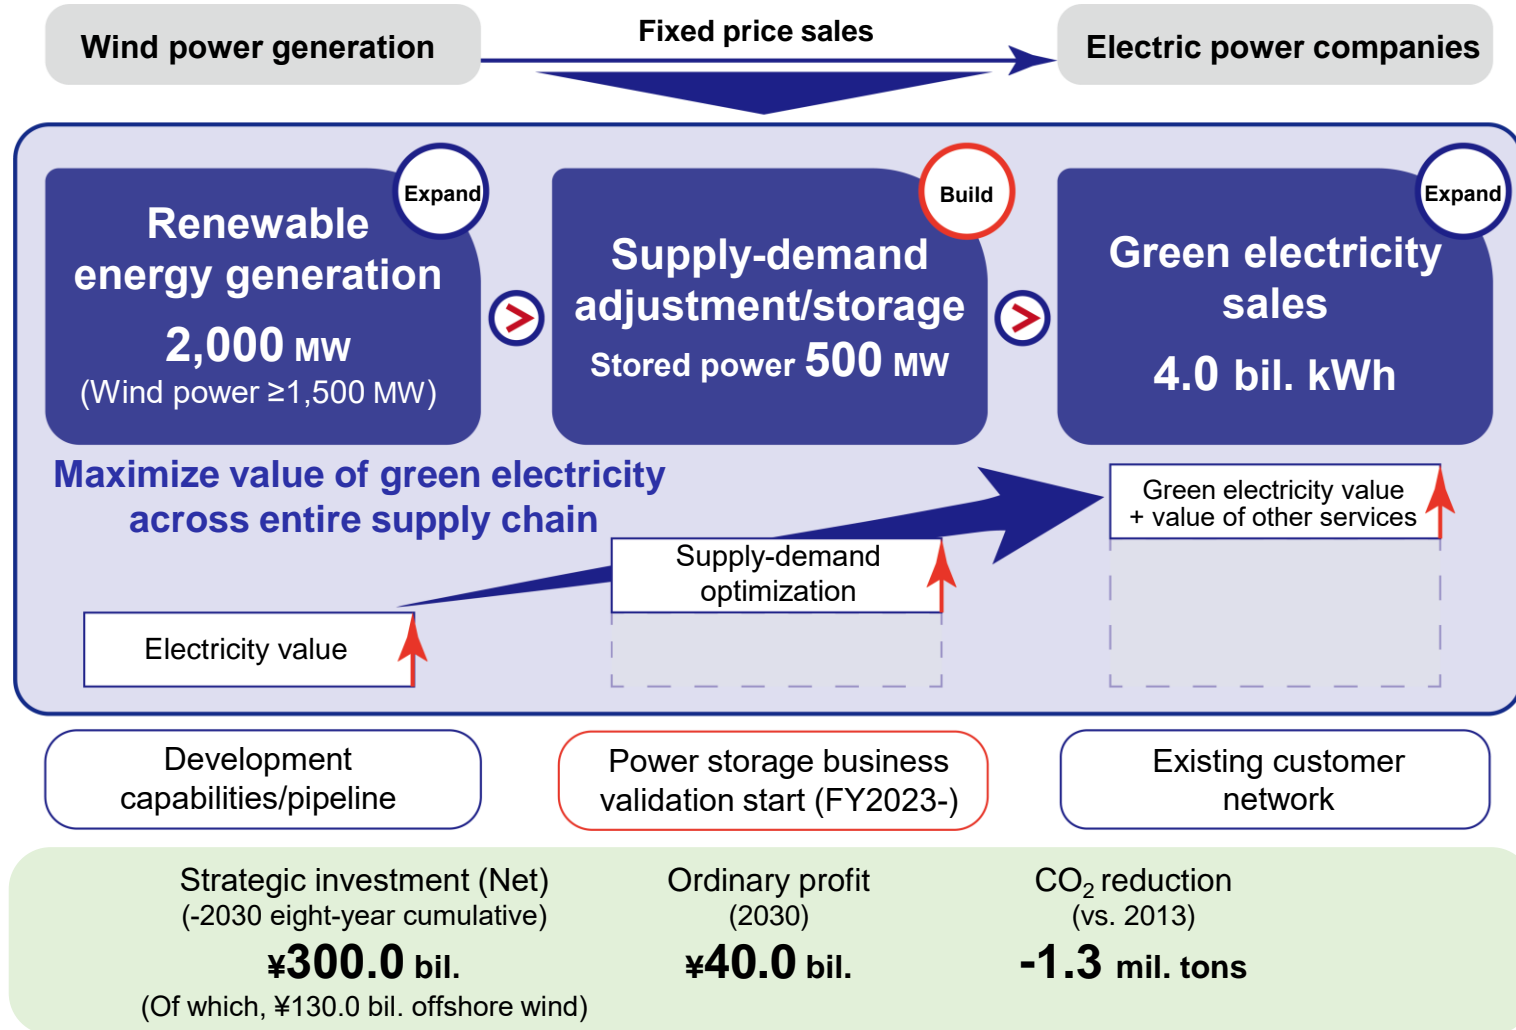 Wind power generation
Fixed price sales
Electric power companies
Expand
Renewable
energy generation
2,000 MW
(Wind power ≥1,500 MW)
>
Build
Supply-demand
adjustment/storage
Stored power 500 MW
>
Expand
Green electricity
sales
4.0 bil. kWh
Maximize value of green electricity
across entire supply chain
Electricity value
Supply-demand
optimization
Green electricity value
+ value of other services
Development
capabilities/pipeline
Power storage business
validation start (FY2023-)
Existing customer
network
Strategic investment (Net)
(-2030 eight-year cumulative)
¥300.0 bil.
(Of which, ¥130.0 bil. offshore wind)
Ordinary profit
(2030)
¥40.0 bil.
CO₂ reduction
(vs. 2013)
-1.3 mil. tons